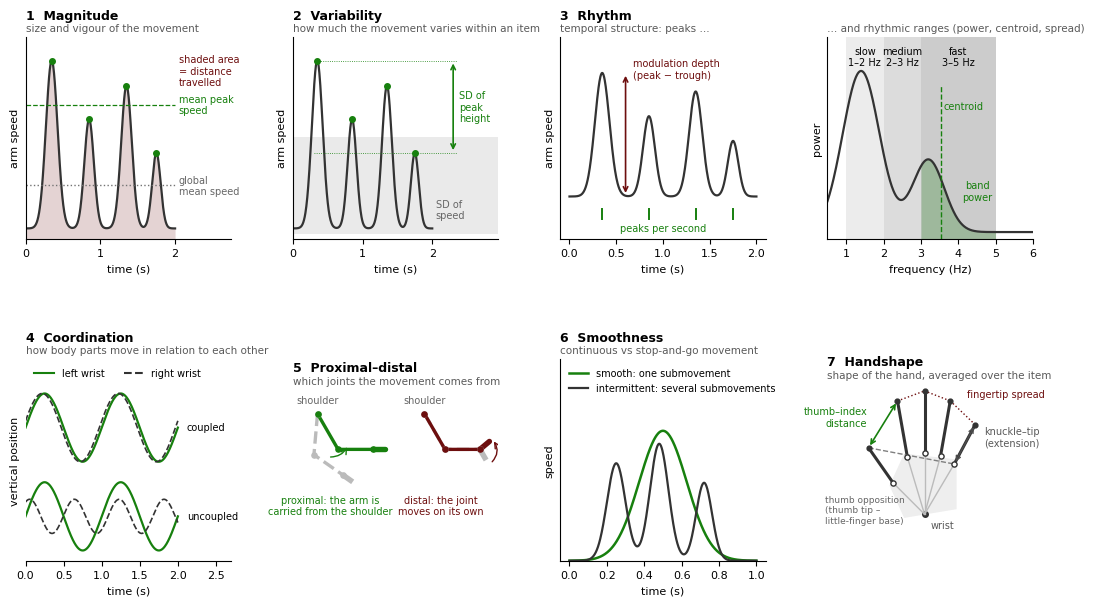 1  Magnitude
size and vigour of the movement
shaded area
= distance
travelled
mean peak
speed
global
mean speed
arm speed
0 1 2
time (s)
2  Variability
how much the movement varies within an item
SD of
peak
height
SD of
speed
arm speed
0 1 2
time (s)
3  Rhythm
temporal structure: peaks ...
modulation depth
(peak − trough)
peaks per second
arm speed
0.0 0.5 1.0 1.5 2.0
time (s)
... and rhythmic ranges (power, centroid, spread)
slow medium fast
1–2 Hz 2–3 Hz 3–5 Hz
centroid
band
power
power
1 2 3 4 5 6
frequency (Hz)
4  Coordination
how body parts move in relation to each other
left wrist right wrist
coupled
uncoupled
vertical position
0.0 0.5 1.0 1.5 2.0 2.5
time (s)
5  Proximal–distal
which joints the movement comes from
shoulder shoulder
proximal: the arm is
carried from the shoulder
distal: the joint
moves on its own
6  Smoothness
continuous vs stop-and-go movement
smooth: one submovement
intermittent: several submovements
speed
0.0 0.2 0.4 0.6 0.8 1.0
time (s)
7  Handshape
shape of the hand, averaged over the item
fingertip spread
thumb–index
distance
knuckle–tip
(extension)
thumb opposition
(thumb tip –
little-finger base)
wrist